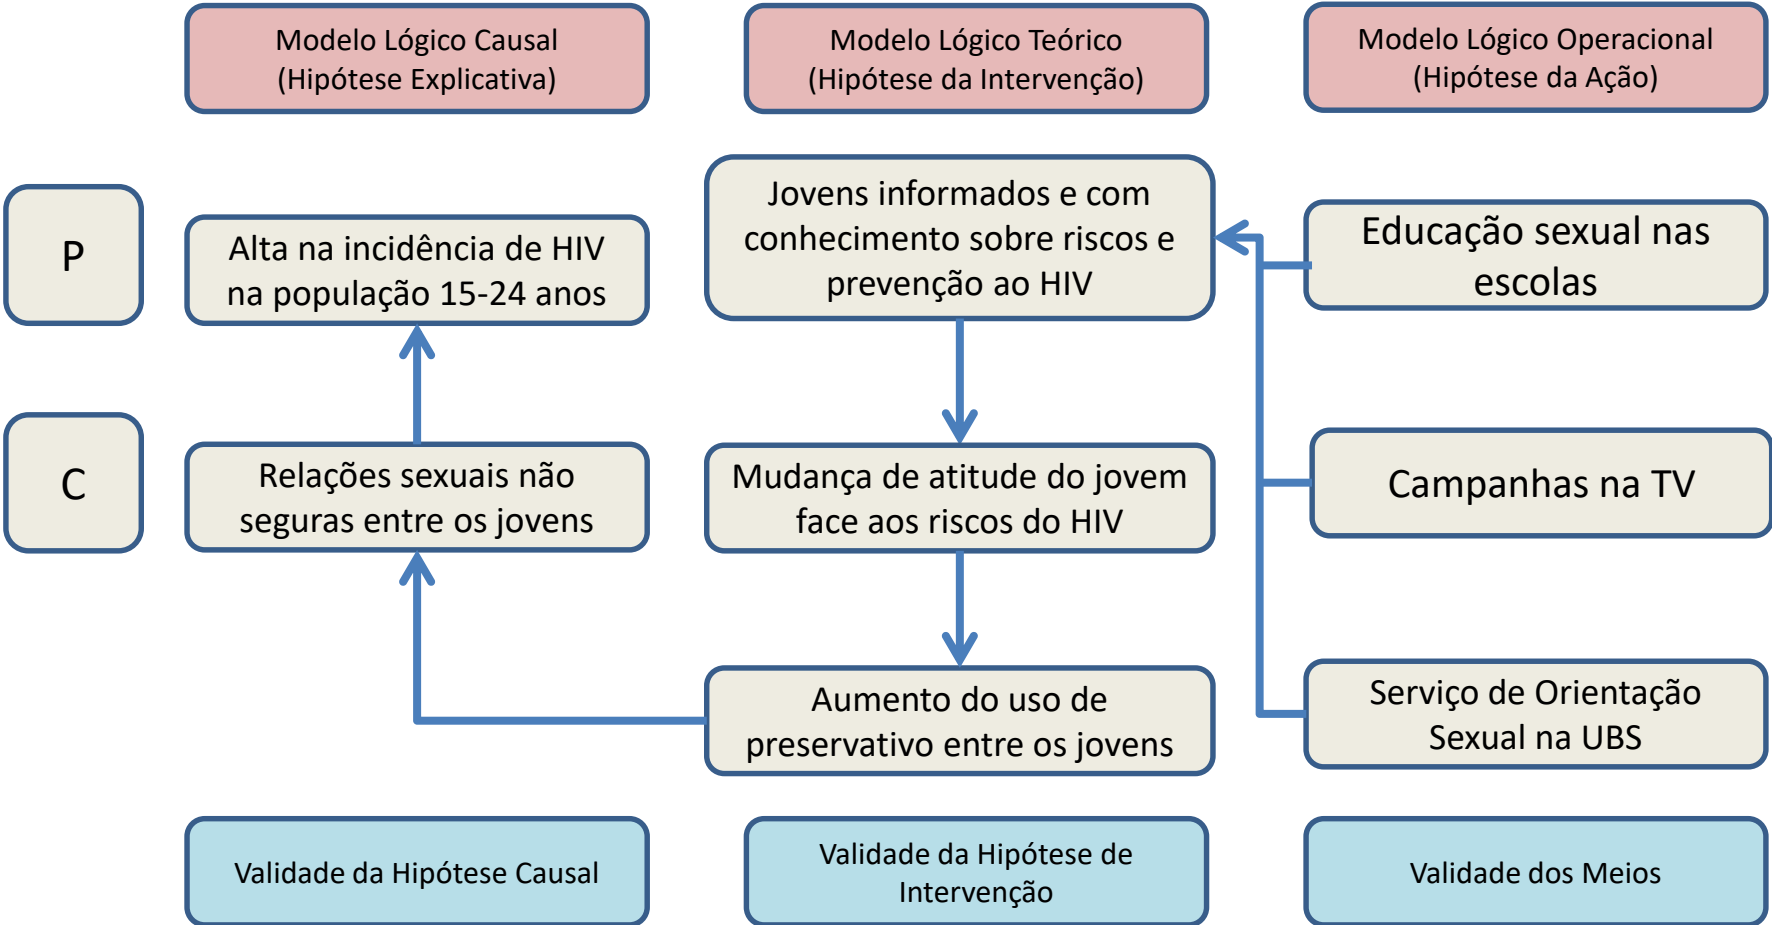 Modelo Lógico Causal
(Hipótese Explicativa)
Modelo Lógico Teórico
(Hipótese da Intervenção)
Modelo Lógico Operacional
(Hipótese da Ação)
P
Alta na incidência de HIV
na população 15-24 anos
Jovens informados e com
conhecimento sobre riscos e
prevenção ao HIV
Educação sexual nas
escolas
C
Relações sexuais não
seguras entre os jovens
Mudança de atitude do jovem
face aos riscos do HIV
Campanhas na TV
Aumento do uso de
preservativo entre os jovens
Serviço de Orientação
Sexual na UBS
Validade da Hipótese Causal
Validade da Hipótese de
Intervenção
Validade dos Meios